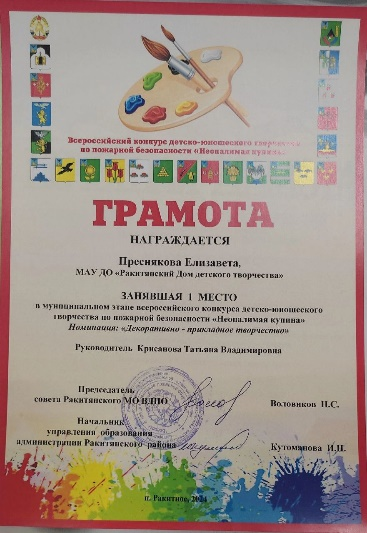 Всероссийский конкурс детско-юношеского творчества
по пожарной безопасности «Неопалимая купина»
ГРАМОТА
НАГРАЖДАЕТСЯ
Преснякова Елизавета,
МАУ ДО «Ракитянский Дом детского творчества»
ЗАНЯВШАЯ 1 МЕСТО
в муниципальном этапе всероссийского конкурса детско-юношеского
творчества по пожарной безопасности «Неопалимая купина»
Номинация: «Декоративно - прикладное творчество»
Руководитель Крисанова Татьяна Владимировна
Председатель
совета Ракитянского МО ВДПО
Воловиков Н.С.
Начальник
управления образования
администрации Ракитянского района
Кутоманова И.Н.
п. Ракитное,